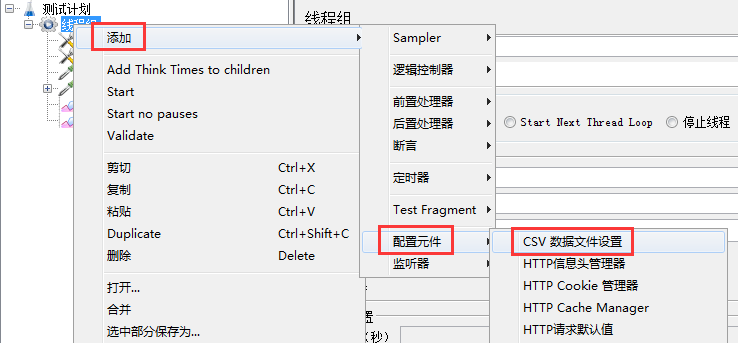 测试计划
线程组
线程组
添加
Add Think Times to children
Start
Start no pauses
Validate
剪切 Ctrl+X
复制 Ctrl+C
粘贴 Ctrl+V
Duplicate Ctrl+Shift+C
删除 Delete
打开...
合并
选中部分保存为...
Sampler
逻辑控制器
前置处理器
后置处理器
断言
定时器
Test Fragment
配置元件
监听器
CSV 数据文件设置
HTTP信息头管理器
HTTP Cookie 管理器
HTTP Cache Manager
HTTP请求默认值
Start Next Thread Loop 停止线程
置
(秒)